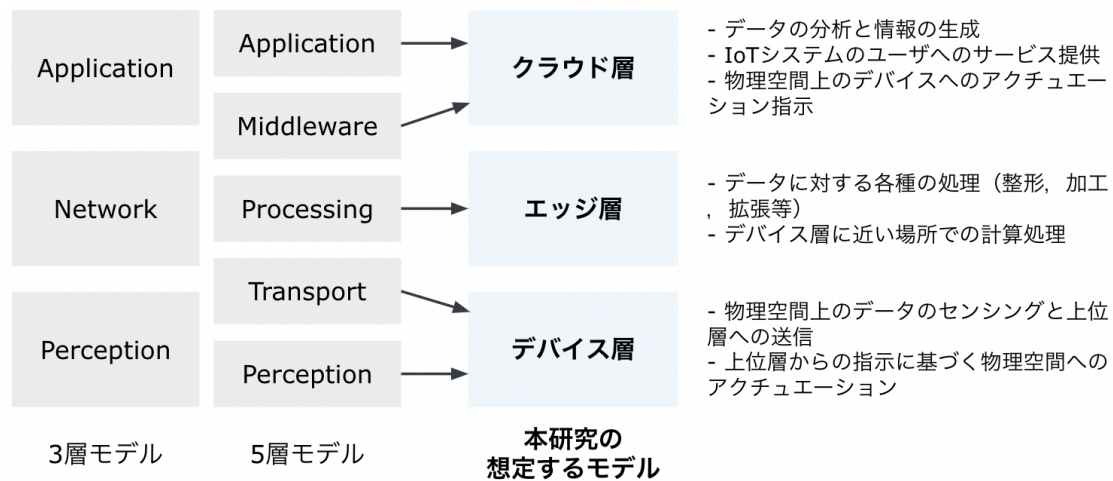 Application
Network
Perception
3層モデル
Application
Middleware
Processing
Transport
Perception
5層モデル
クラウド層
エッジ層
デバイス層
本研究の
想定するモデル
- データの分析と情報の生成
- IoTシステムのユーザへのサービス提供
- 物理空間上のデバイスへのアクチュエー
ション指示
- データに対する各種の処理（整形，加工
，拡張等）
- デバイス層に近い場所での計算処理
- 物理空間上のデータのセンシングと上位
層への送信
- 上位層からの指示に基づく物理空間への
アクチュエーション